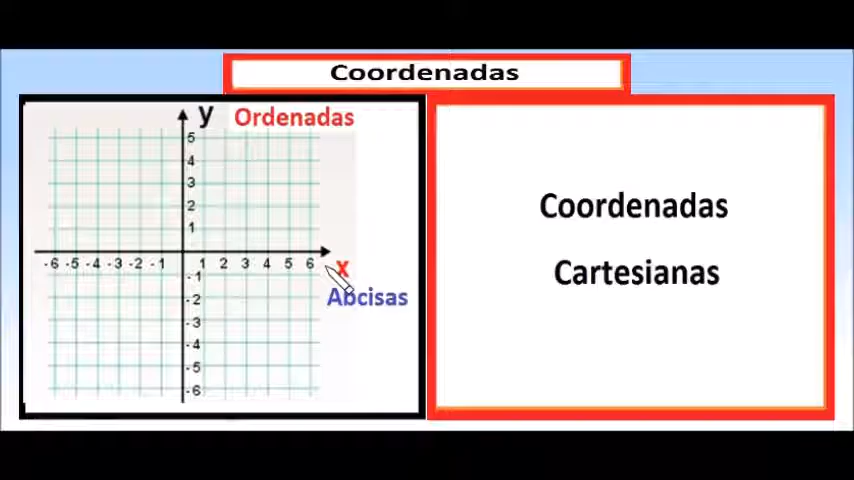 Coordenadas
y Ordenadas
5
4
3
2
1
-6 -5 -4 -3 -2 -1 1 2 3 4 5 6 x
-1
Abcisas
-2
-3
-4
-5
-6
Coordenadas
Cartesianas